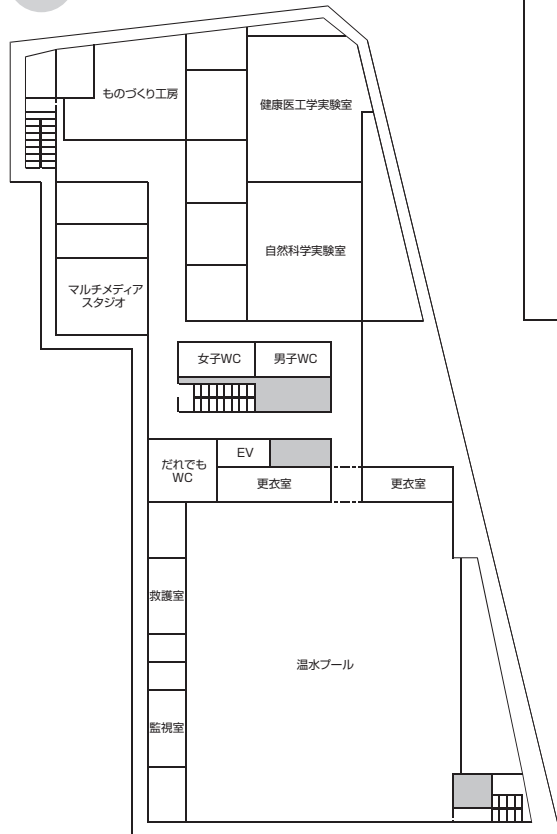 ものづくり工房
健康医工学実験室
自然科学実験室
マルチメディア
スタジオ
女子WC
男子WC
だれでも
WC
EV
更衣室
更衣室
救護室
温水プール
監視室